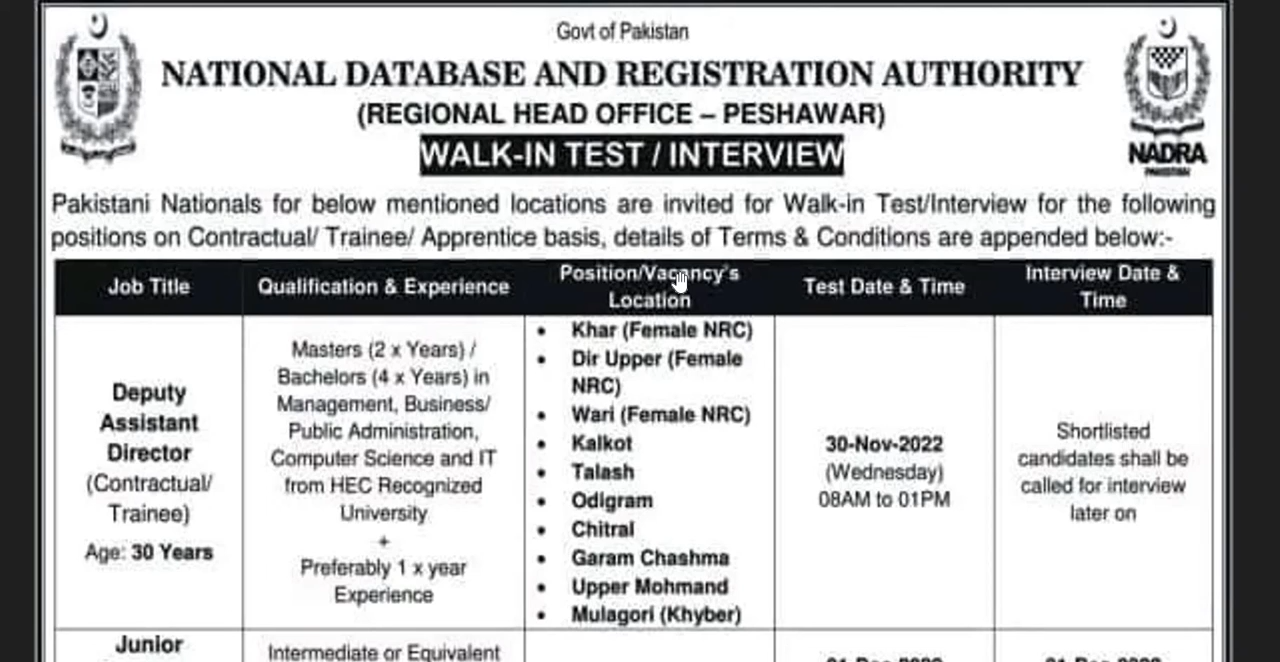 Govt of Pakistan
NATIONAL DATABASE AND REGISTRATION AUTHORITY
(REGIONAL HEAD OFFICE – PESHAWAR)
WALK-IN TEST / INTERVIEW
NADRA
PAKISTAN
Pakistani Nationals for below mentioned locations are invited for Walk-in Test/Interview for the following
positions on Contractual/ Trainee/ Apprentice basis, details of Terms & Conditions are appended below:-
Job Title
Qualification & Experience
Position/Vacancy's
Location
Test Date & Time
Interview Date &
Time
Deputy
Assistant
Director
(Contractual/
Trainee)
Age: 30 Years
Masters (2 x Years) /
Bachelors (4 x Years) in
Management, Business/
Public Administration,
Computer Science and IT
from HEC Recognized
University
+
Preferably 1 x year
Experience
• Khar (Female NRC)
• Dir Upper (Female
NRC)
• Wari (Female NRC)
• Kalkot
• Talash
• Odigram
• Chitral
• Garam Chashma
• Upper Mohmand
• Mulagori (Khyber)
30-Nov-2022
(Wednesday)
08AM to 01PM
Shortlisted
candidates shall be
called for interview
later on
Junior
Intermediate or Equivalent